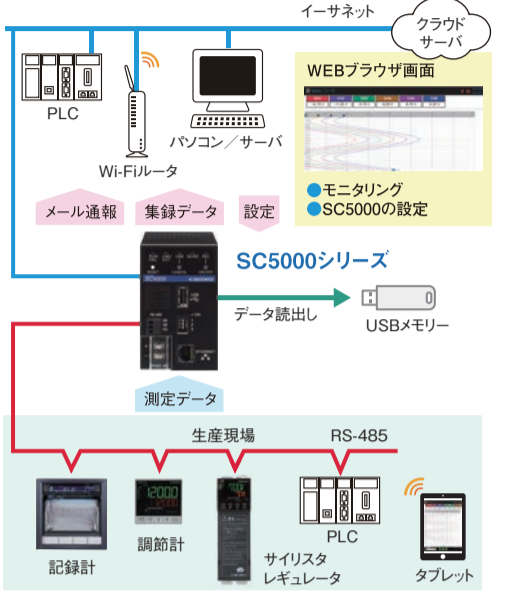 イーサネット
クラウド
サーバ
PLC
Wi-Fiルータ
パソコン／サーバ
WEBブラウザ画面
●モニタリング
●SC5000の設定
メール通報
集録データ
設定
SC5000シリーズ
データ読出し
USBメモリー
測定データ
生産現場
RS-485
記録計
調節計
サイリスタ
レギュレータ
PLC
タブレット